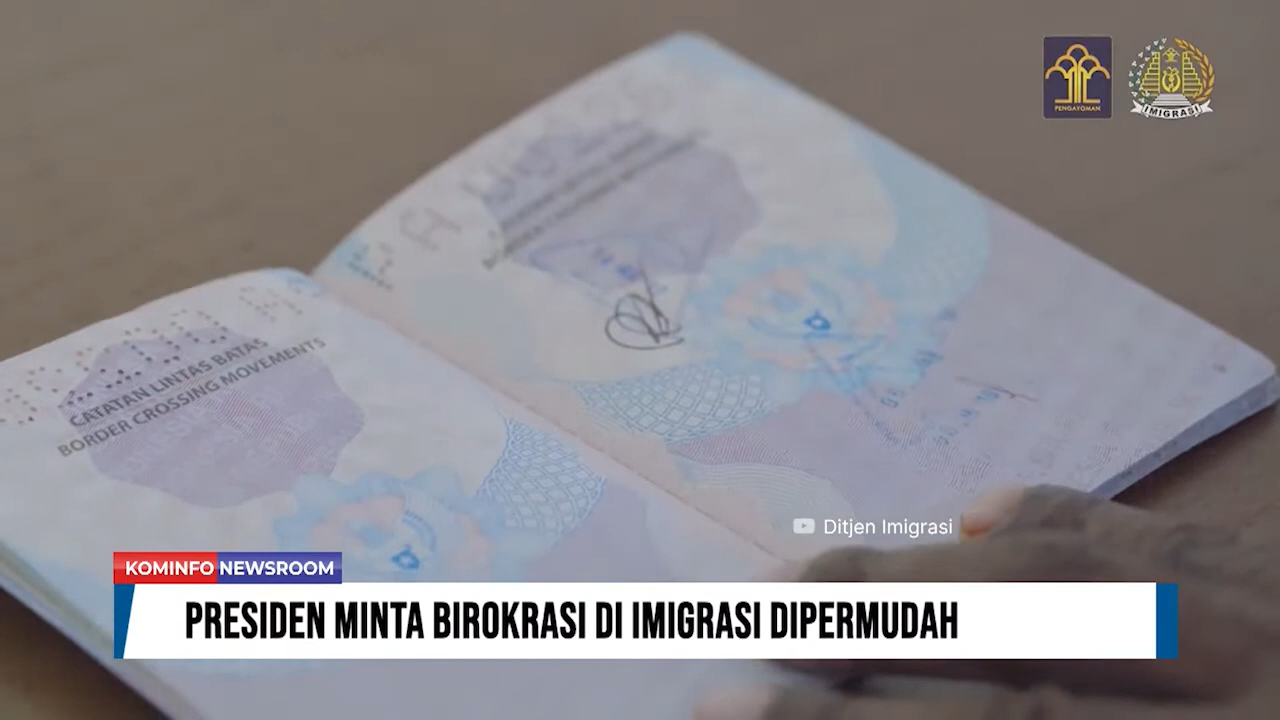 PENGAYOMAN
IMIGRASI
CATATAN LINTAS BATAS
BORDER CROSSING MOVEMENTS
Ditjen Imigrasi
KOMINFO NEWSROOM
PRESIDEN MINTA BIROKRASI DI IMIGRASI DIPERMUDAH